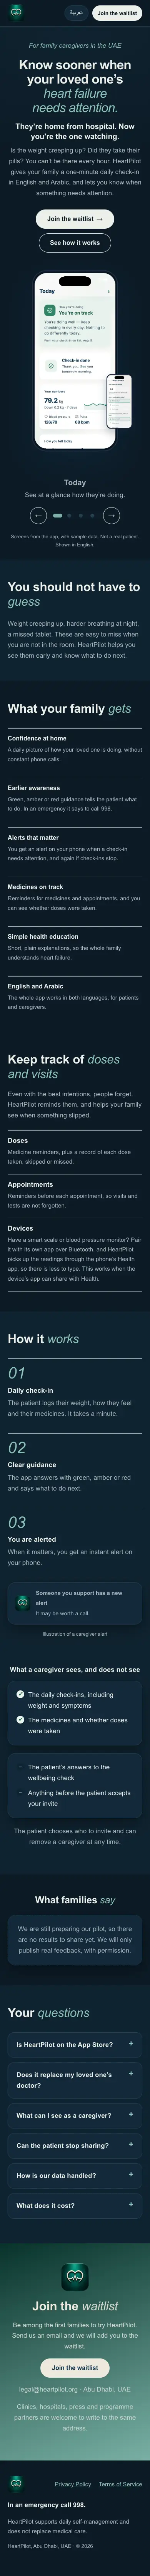 العربية
Join the waitlist
For family caregivers in the UAE
Know sooner when
your loved one's
heart failure
needs attention.
They're home from hospital. Now
you're the one watching.
Is the weight creeping up? Did they take their
pills? You can't be there every hour. HeartPilot
gives your family a one-minute daily check-in
in English and Arabic, and lets you know when
something needs attention.
Join the waitlist →
See how it works
Today
You're on track
Check-in done
Your numbers
79.2 kg
128/78
68 bpm
Today
See at a glance how they're doing.
← →
Screens from the app, with sample data. Not a real patient.
Shown in English.
You should not have to
guess
Weight creeping up, harder breathing at night,
a missed tablet. These are easy to miss when
you are not in the room. HeartPilot helps you
see them early and know what to do next.
What your family gets
Confidence at home
A daily picture of how your loved one is doing, without
constant phone calls.
Earlier awareness
Green, amber or red guidance tells the patient what
to do. In an emergency it says to call 998.
Alerts that matter
You get an alert on your phone when a check-in
needs attention, and again if check-ins stop.
Medicines on track
Reminders for medicines and appointments, and you
can see whether doses were taken.
Simple health education
Short, plain explanations, so the whole family
understands heart failure.
English and Arabic
The whole app works in both languages, for patients
and caregivers.
Keep track of doses
and visits
Even with the best intentions, people forget.
HeartPilot reminds them, and helps your family
see when something slipped.
Doses
Medicine reminders, plus a record of each dose
taken, skipped or missed.
Appointments
Reminders before each appointment, so visits and
tests are not forgotten.
Devices
Have a smart scale or blood pressure monitor? Pair
it with its own app over Bluetooth, and HeartPilot
picks up the readings through the phone's Health
app, so there is less to type. This works when the
device's app can share with Health.
How it works
01
Daily check-in
The patient logs their weight, how they feel
and their medicines. It takes a minute.
02
Clear guidance
The app answers with green, amber or red
and says what to do next.
03
You are alerted
When it matters, you get an instant alert on
your phone.
Someone you support has a new
alert
It may be worth a call.
Illustration of a caregiver alert
What a caregiver sees, and does not see
The daily check-ins, including
weight and symptoms
The medicines and whether doses
were taken
The patient's answers to the
wellbeing check
Anything before the patient accepts
your invite
The patient chooses who to invite and can
remove a caregiver at any time.
What families say
We are still preparing our pilot, so there
are no results to share yet. We will only
publish real feedback, with permission.
Your questions
Is HeartPilot on the App Store? +
Does it replace my loved one's
doctor? +
What can I see as a caregiver? +
Can the patient stop sharing? +
How is our data handled? +
What does it cost? +
Join the waitlist
Be among the first families to try HeartPilot.
Send us an email and we will add you to the
waitlist.
Join the waitlist
legal@heartpilot.org · Abu Dhabi, UAE
Clinics, hospitals, press and programme
partners are welcome to write to the same
address.
Privacy Policy Terms of Service
In an emergency call 998.
HeartPilot supports daily self-management and
does not replace medical care.
HeartPilot, Abu Dhabi, UAE · © 2026